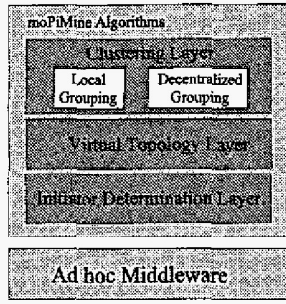 moPiMine Algorithms
Clustering Layer
Local
Grouping
Decentralized
Grouping
Virtual Topology Layer
Initiator Determination Layer
Ad hoc Middleware